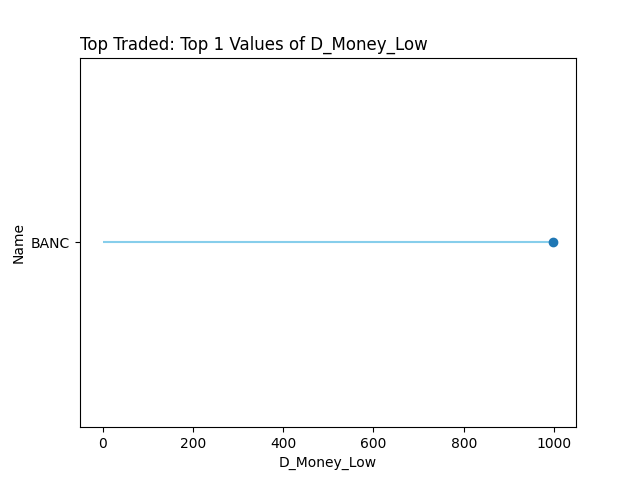 Top Traded: Top 1 Values of D_Money_Low
Name
BANC
0 200 400 600 800 1000
D_Money_Low